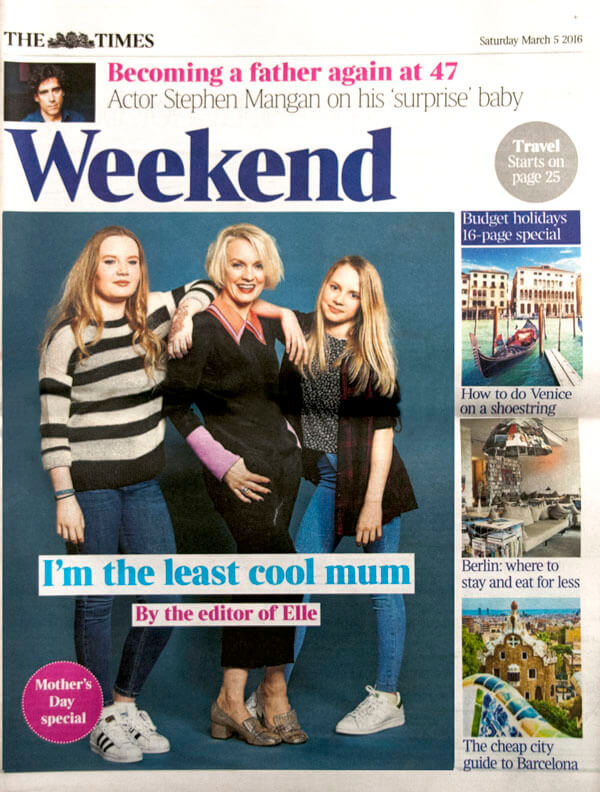 THE TIMES
Saturday March 5 2016
Becoming a father again at 47
Actor Stephen Mangan on his ‘surprise’ baby
Weekend
Travel
Starts on
page 25
Budget holidays
16-page special
How to do Venice
on a shoestring
Berlin: where to
stay and eat for less
The cheap city
guide to Barcelona
I’m the least cool mum
By the editor of Elle
Mother’s
Day
special